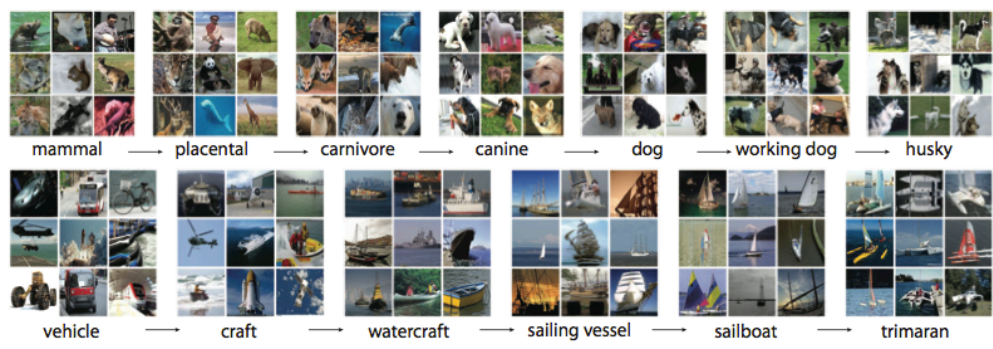 mammal → placental → carnivore → canine → dog → working dog → husky
vehicle → craft → watercraft → sailing vessel → sailboat → trimaran